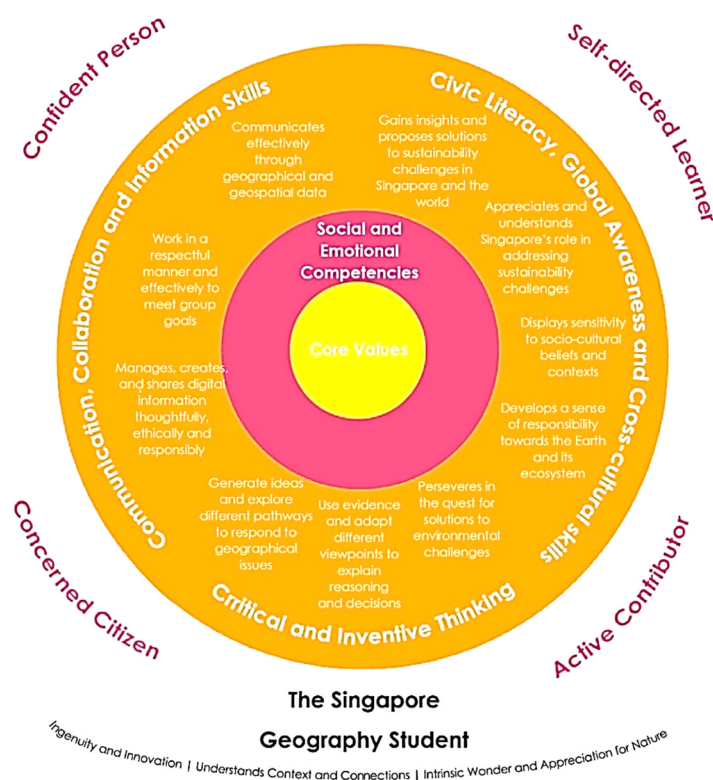 Confident Person
Self-directed Learner
Communication, Collaboration and Information Skills
Civic Literacy, Global Awareness and Cross-cultural skills
Communicates
effectively
through
geographical and
geospatial data
Gains insights and
proposes solutions
to sustainability
challenges in
Singapore and the
world
Appreciates and
understands
Singapore's role in
addressing
sustainability
challenges
Work in a
respectful
manner and
effectively to
meet group
goals
Social and
Emotional
Competencies
Core Values
Displays sensitivity
to socio-cultural
beliefs and
contexts
Manages, creates,
and shares digital
information
thoughtfully,
ethically and
responsibly
Develops a sense
of responsibility
towards the Earth
and its
ecosystem
Generate ideas
and explore
different pathways
to respond to
geographical
issues
Use evidence
and adapt
different
viewpoints to
explain
reasoning
and decisions
Perseveres in
the quest for
solutions to
environmental
challenges
Crritical and Inventive Thinking
Concerned Citizen
Active Contributor
The Singapore
Geography Student
Ingenuity and Innovation | Understands Context and Connections | Intrinsic Wonder and Appreciation for Nature